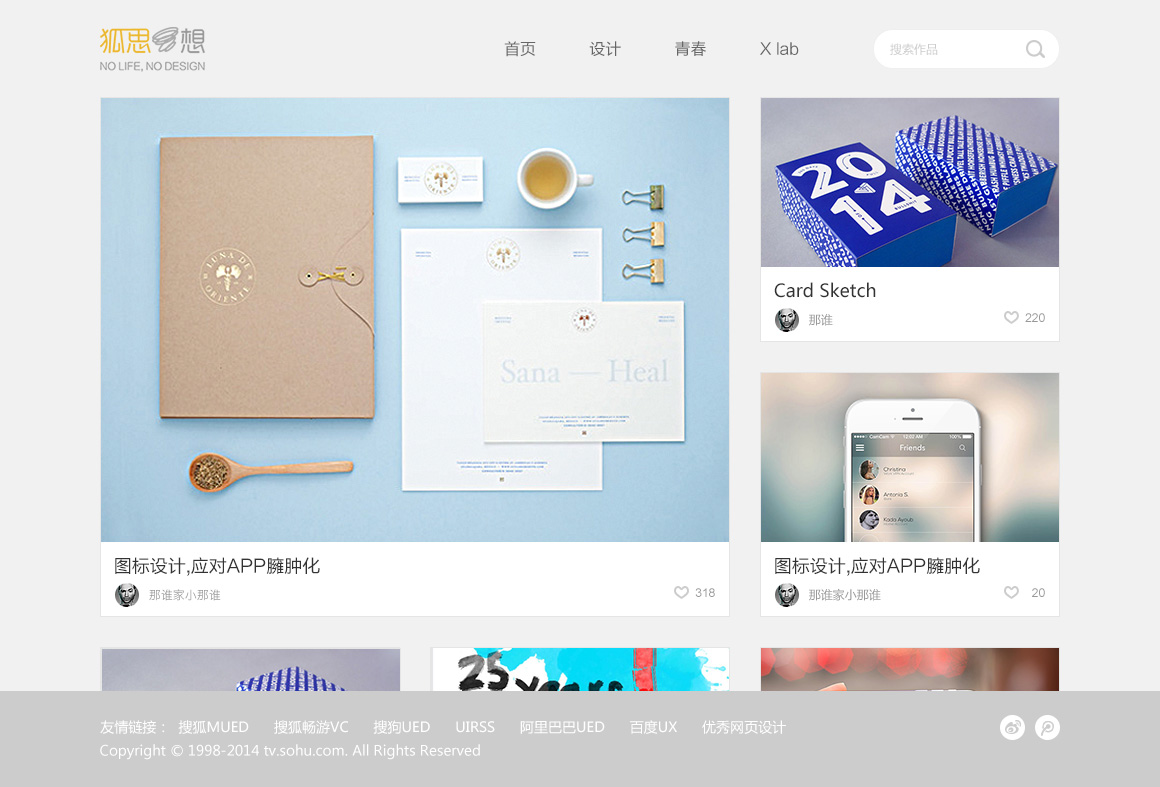 狐思 想
NO LIFE, NO DESIGN
首页 设计 青春 X lab
搜索作品
LUNA DE ORIENTE
Sana — Heal
2014
Card Sketch
那谁
220
CainCam 12:02 AM 100%
Friends
Christina
Antonia S.
Kada Ayoub
图标设计,应对APP臃肿化
那谁家小那谁
318
图标设计,应对APP臃肿化
那谁家小那谁
20
25 years
友情链接： 搜狐MUED 搜狐畅游VC 搜狗UED UIRSS 阿里巴巴UED 百度UX 优秀网页设计
Copyright © 1998-2014 tv.sohu.com. All Rights Reserved